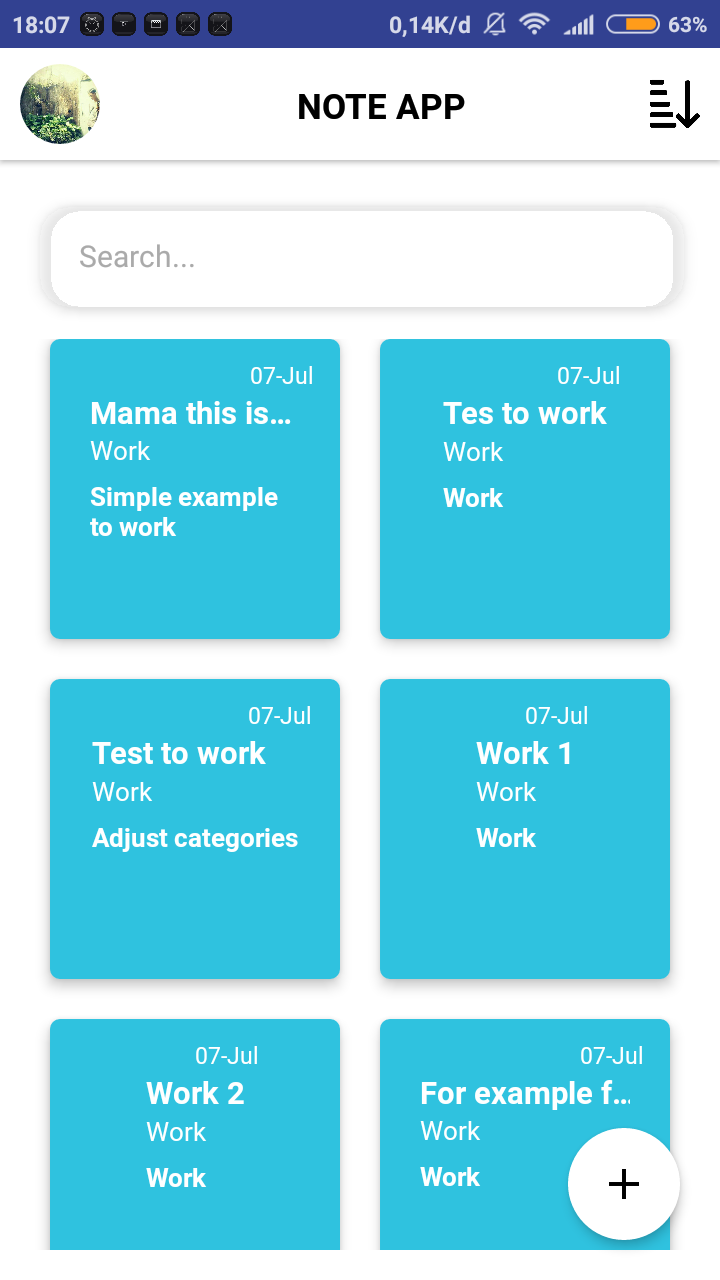 18:07 0,14K/d 63%
NOTE APP
Search...
07-Jul
Mama this is...
Work
Simple example
to work
07-Jul
Tes to work
Work
Work
07-Jul
Test to work
Work
Adjust categories
07-Jul
Work 1
Work
Work
07-Jul
Work 2
Work
Work
07-Jul
For example f...
Work
Work